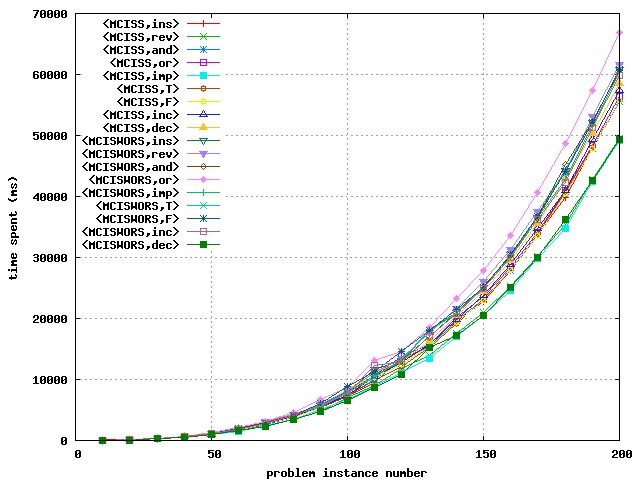 70000
60000
50000
40000
30000
20000
10000
0
time spent (ms)
<MCISS,ins>
<MCISS,rev>
<MCISS,and>
<MCISS,or>
<MCISS,imp>
<MCISS,T>
<MCISS,F>
<MCISS,inc>
<MCISS,dec>
<MCISWORS,ins>
<MCISWORS,rev>
<MCISWORS,and>
<MCISWORS,or>
<MCISWORS,imp>
<MCISWORS,T>
<MCISWORS,F>
<MCISWORS,inc>
<MCISWORS,dec>
0 50 100 150 200
problem instance number